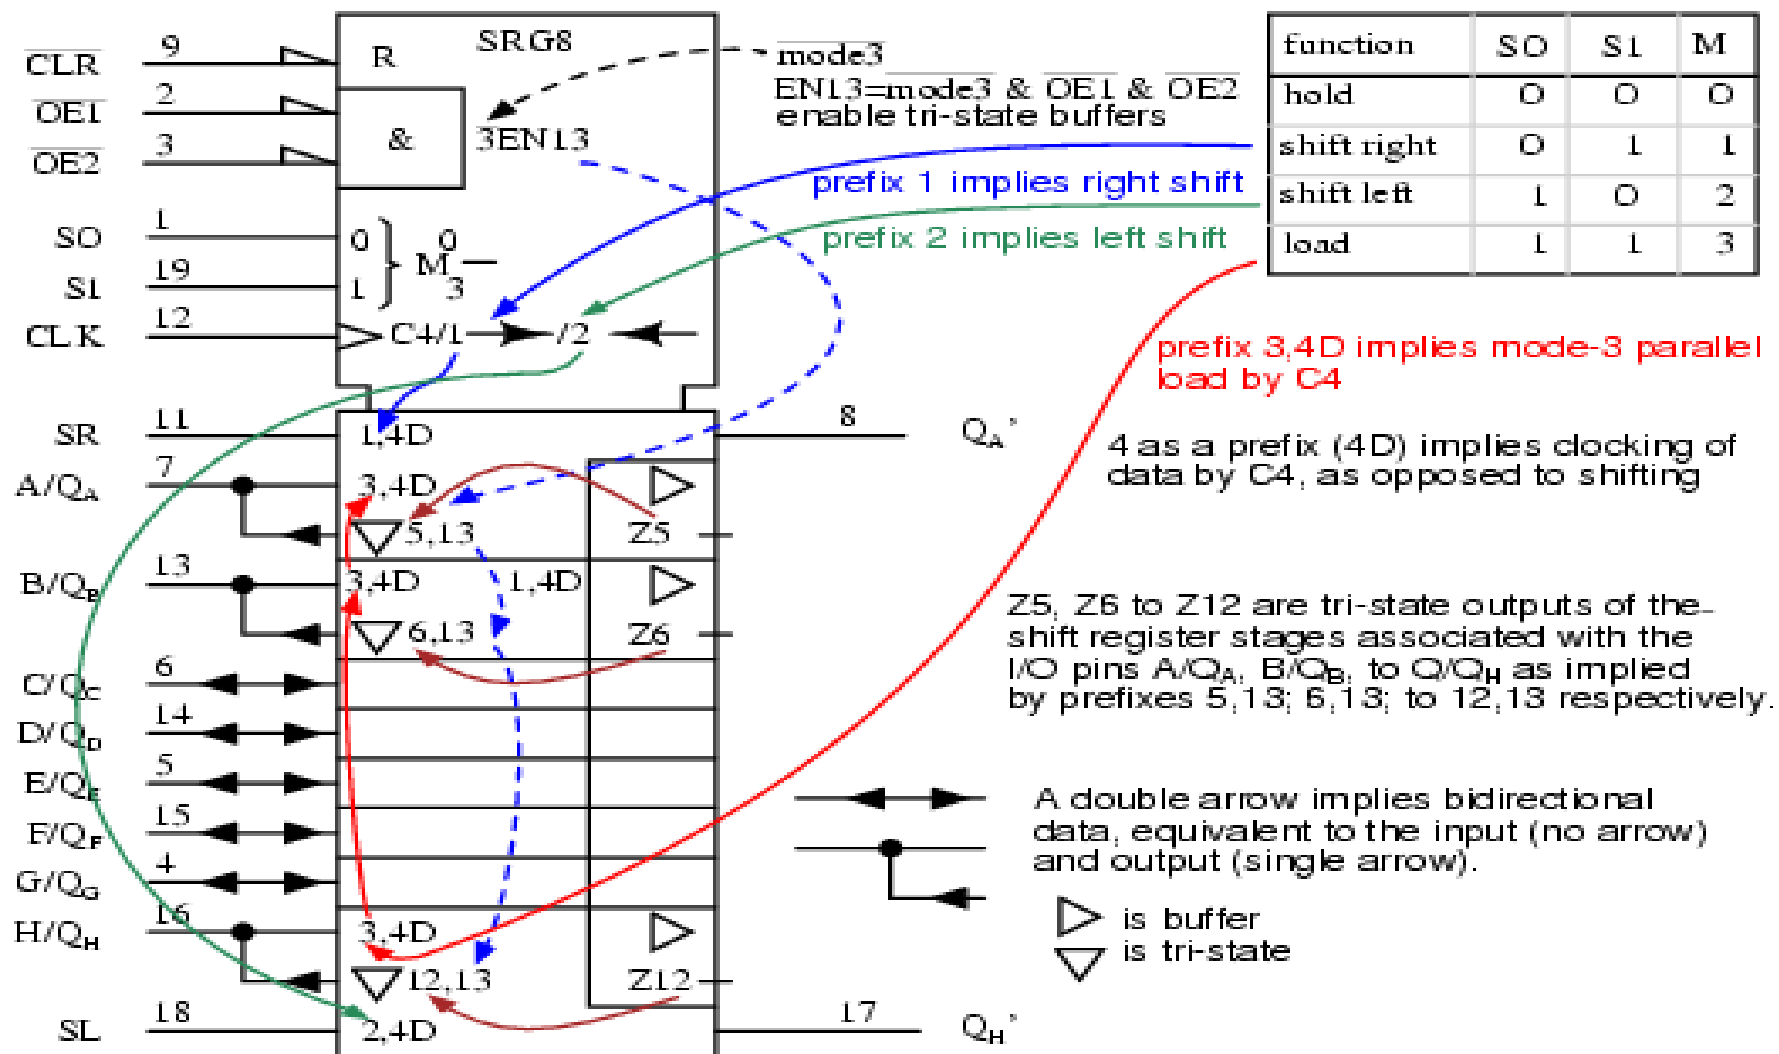 SRG8
R
&
3EN13
CLR 9
OE1 2
OE2 3
S0 1
S1 19
CLK 12
0 } M 0
1 3
C4/1 /2
mode3
EN13=mode3 & OE1 & OE2
enable tri-state buffers
prefix 1 implies right shift
prefix 2 implies left shift
function S0 S1 M
hold 0 0 0
shift right 0 1 1
shift left 1 0 2
load 1 1 3
prefix 3,4D implies mode-3 parallel
load by C4
4 as a prefix (4D) implies clocking of
data by C4, as opposed to shifting
SR 11 1,4D 8 QA'
A/QA 7 3,4D
5,13 Z5
B/QB 13 3,4D 1,4D
6,13 Z6
C/QC 6
D/QD 14
E/QE 5
F/QF 15
G/QG 4
H/QH 16 3,4D
12,13 Z12
SL 18 2,4D 17 QH'
Z5, Z6 to Z12 are tri-state outputs of the
shift register stages associated with the
I/O pins A/QA, B/QB, to Q/QH as implied
by prefixes 5,13; 6,13; to 12,13 respectively.
A double arrow implies bidirectional
data, equivalent to the input (no arrow)
and output (single arrow).
is buffer
is tri-state